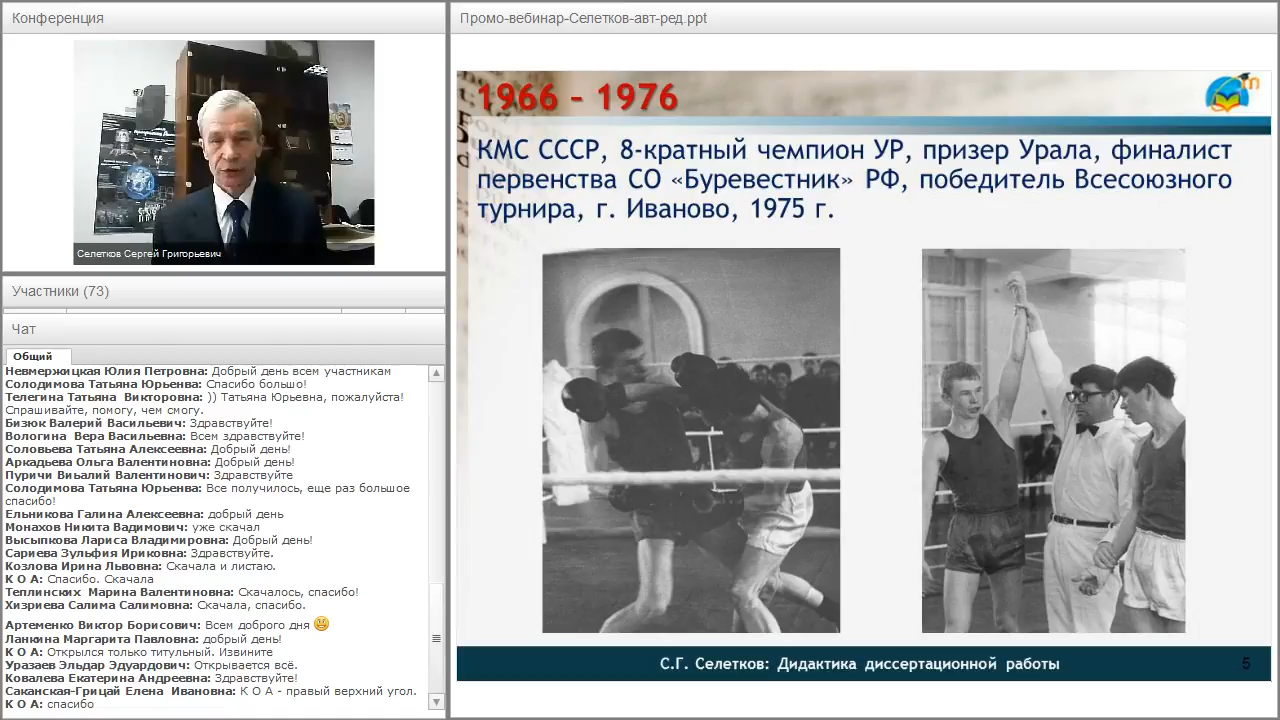 Конференция
Селетков Сергей Григорьевич
Участники (73)
Чат
Общий
Невмержицкая Юлия Петровна: Добрый день всем участникам
Солодимова Татьяна Юрьенва: Спасибо большо!
Телегина Татьяна Викторовна: )) Татьяна Юрьевна, пожалуйста!
Спрашивайте, помогу, чем смогу.
Бизюк Валерий Васильевич: Здравствуйте!
Вологина Вера Васильевна: Всем здравствуйте!
Соловьева Татьяна Алексеевна: Добрый день!
Аркадьева Ольга Валентиновна: Добрый день!
Пуричи Виьалий Валентинович: Здравствуйте
Солодимова Татьяна Юрьенва: Все получилось, еще раз большое
спасибо!
Ельникова Галина Алексеевна: добрый день
Монахов Никита Вадимович: уже скачал
Высыпкова Лариса Владимировна: Добрый день!
Сариева Зульфия Ириковна: Здравствуйте.
Козлова Ирина Львовна: Скачала и листаю.
К О А: Спасибо. Скачала
Теплинских Марина Валентиновна: Скачалось, спасибо!
Хизриева Салима Салимовна: Скачала, спасибо.
Артеменко Виктор Борисович: Всем доброго дня
Ланкина Маргарита Павловна: добрый день!
К О А: Открылся только титульный. Извините
Уразаев Эльдар Эдуардович: Открывается всё.
Ковалева Екатерина Андреевна: Здравствуйте!
Саканская-Грицай Елена Ивановна: К О А - правый верхний угол.
К О А: спасибо
Промо-вебинар-Селетков-авт-ред.ppt
1966 – 1976
КМС СССР, 8-кратный чемпион УР, призер Урала, финалист
первенства СО «Буревестник» РФ, победитель Всесоюзного
турнира, г. Иваново, 1975 г.
С.Г. Селетков: Дидактика диссертационной работы
5